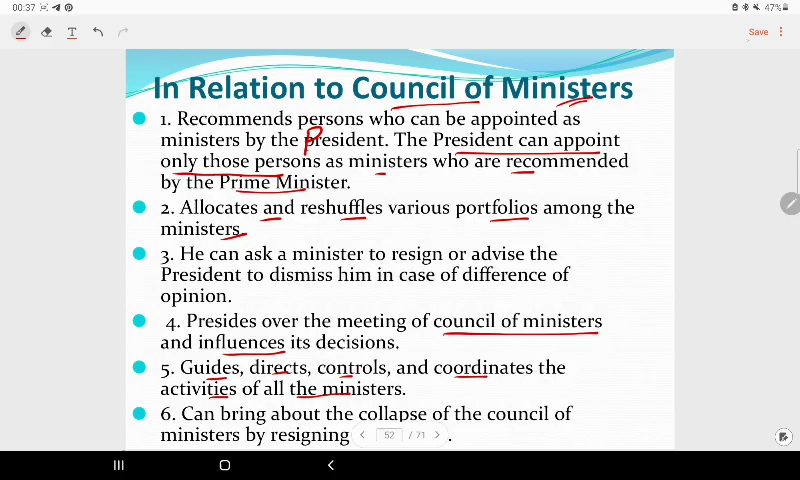 00:37
47%
T
Save
In Relation to Council of Ministers
1. Recommends persons who can be appointed as
ministers by the President. The President can appoint
only those persons as ministers who are recommended
by the Prime Minister.
2. Allocates and reshuffles various portfolios among the
ministers.
3. He can ask a minister to resign or advise the
President to dismiss him in case of difference of
opinion.
4. Presides over the meeting of council of ministers
and influences its decisions.
5. Guides, directs, controls, and coordinates the
activities of all the ministers.
6. Can bring about the collapse of the council of
ministers by resigning .
52 / 71